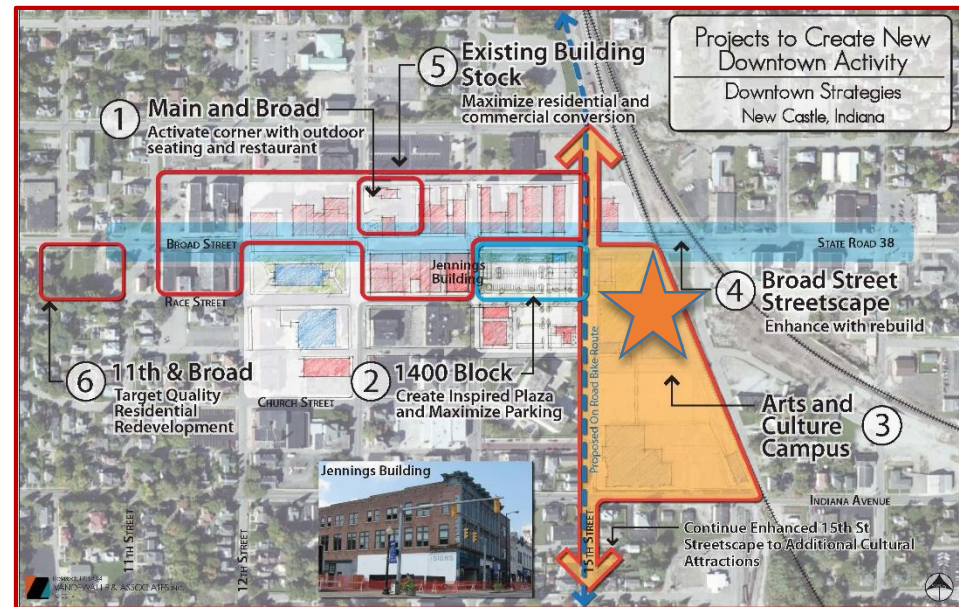 Projects to Create New
Downtown Activity
Downtown Strategies
New Castle, Indiana
5 Existing Building
Stock
Maximize residential and
commercial conversion
1 Main and Broad
Activate corner with outdoor
seating and restaurant
BROAD STREET
STATE ROAD 38
Jennings
Building
RACE STREET
4 Broad Street
Streetscape
Enhance with rebuild
6 11th & Broad
Target Quality
Residential
Redevelopment
2 1400 Block
Create Inspired Plaza
and Maximize Parking
CHURCH STREET
Proposed On Road Bike Route
Arts and
Culture
Campus 3
Jennings Building
SIGNS
INDIANA AVENUE
11TH STREET
12TH STREET
15TH STREET
Continue Enhanced 15th St
Streetscape to Additional Cultural
Attractions
VANDEWALLE & ASSOCIATES INC.